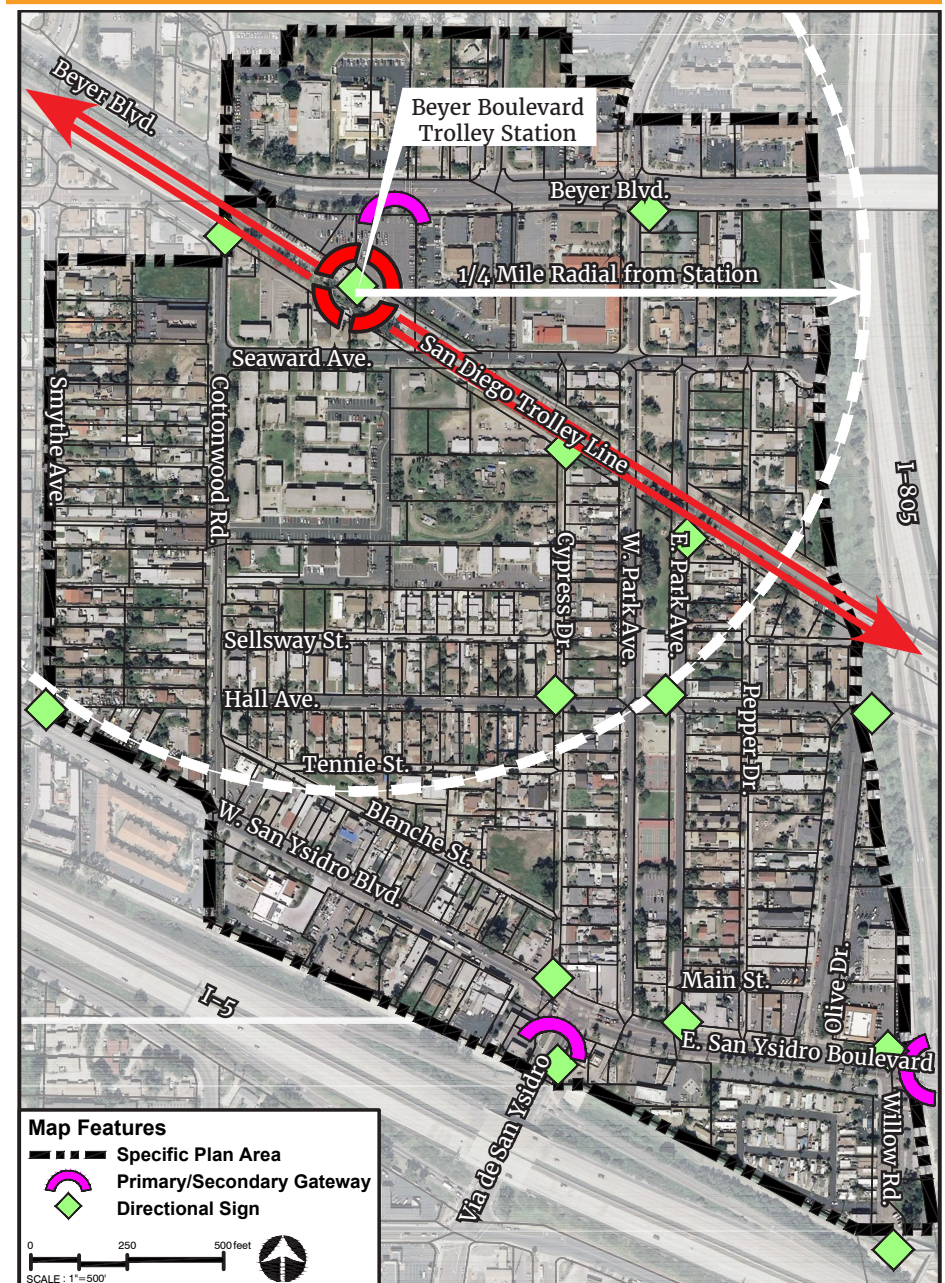 Beyer Blvd.
Beyer Boulevard
Trolley Station
Beyer Blvd.
1/4 Mile Radial from Station
Seaward Ave.
San Diego Trolley Line
Smythe Ave.
Cottonwood Rd.
I-805
Cypress Dr.
W. Park Ave.
E. Park Ave.
Sellsway St.
Hall Ave.
Pepper Dr.
Tennie St.
Blanche St.
W. San Ysidro Blvd.
Main St.
Olive Dr.
I-5
E. San Ysidro Boulevard
Via de San Ysidro
Willow Rd.
Map Features
Specific Plan Area
Primary/Secondary Gateway
Directional Sign
0 250 500 feet
SCALE : 1"=500'